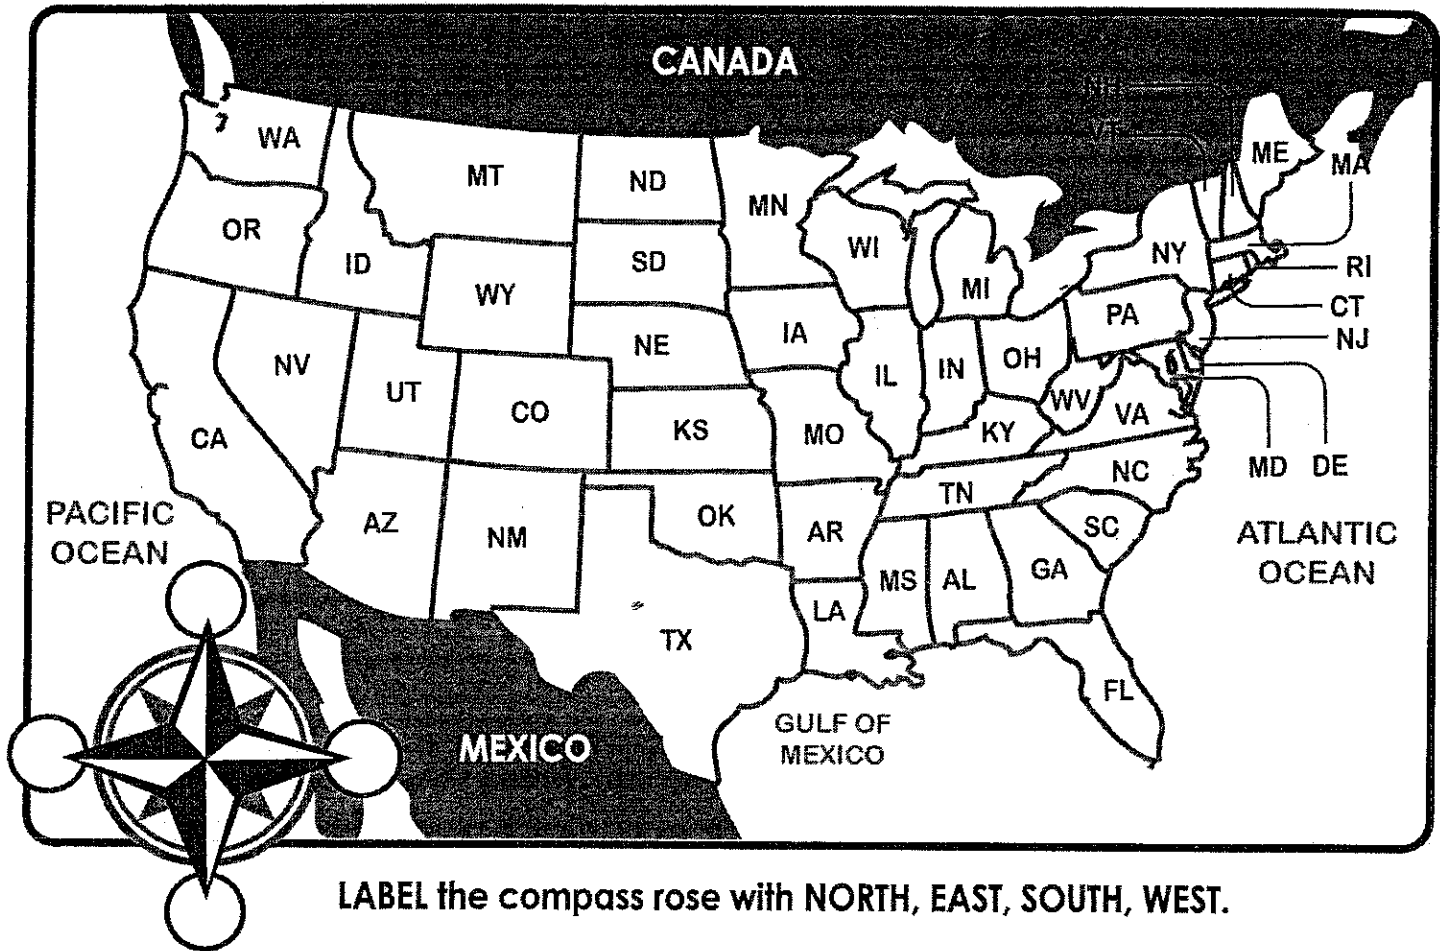 CANADA
NH
VT
WA
MT
ND
MN
ME
MA
OR
ID
SD
WI
NY
WY
MI
RI
CT
PA
NJ
NV
UT
NE
IA
IL
IN
OH
CA
CO
KS
MO
WV
VA
KY
MD
DE
AZ
NM
OK
AR
TN
NC
SC
PACIFIC
OCEAN
ATLANTIC
OCEAN
MS
AL
GA
LA
TX
FL
GULF OF
MEXICO
MEXICO
LABEL the compass rose with NORTH, EAST, SOUTH, WEST.